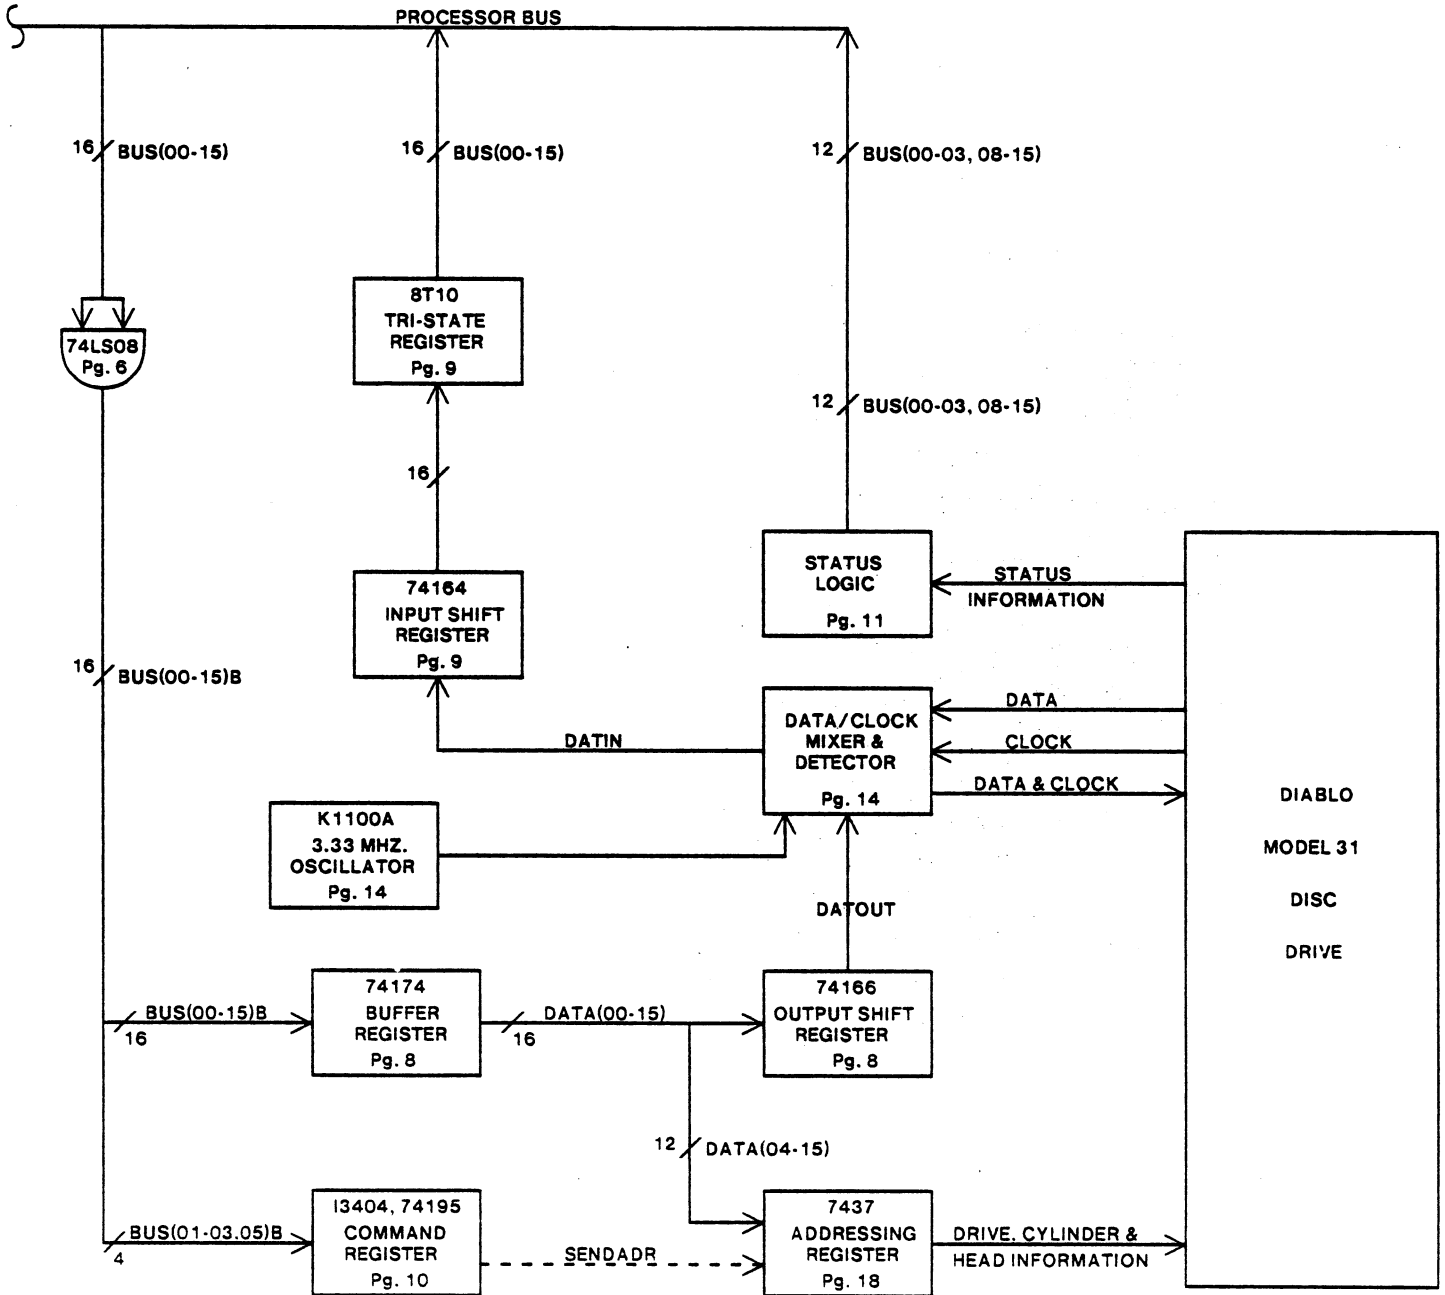 PROCESSOR BUS
16 BUS(00-15)
16 BUS(00-15)
12 BUS(00-03, 08-15)
74LS08
Pg. 6
8T10
TRI-STATE
REGISTER
Pg. 9
12 BUS(00-03, 08-15)
16
74164
INPUT SHIFT
REGISTER
Pg. 9
STATUS
LOGIC
Pg. 11
STATUS
INFORMATION
16 BUS(00-15)B
DATIN
DATA/CLOCK
MIXER &
DETECTOR
Pg. 14
DATA
CLOCK
DATA & CLOCK
K1100A
3.33 MHZ.
OSCILLATOR
Pg. 14
DIABLO
MODEL 31
DISC
DRIVE
DATOUT
BUS(00-15)B
16
74174
BUFFER
REGISTER
Pg. 8
DATA(00-15)
16
74166
OUTPUT SHIFT
REGISTER
Pg. 8
12 DATA(04-15)
BUS(01-03.05)B
4
I3404, 74195
COMMAND
REGISTER
Pg. 10
SENDADR
7437
ADDRESSING
REGISTER
Pg. 18
DRIVE. CYLINDER &
HEAD INFORMATION